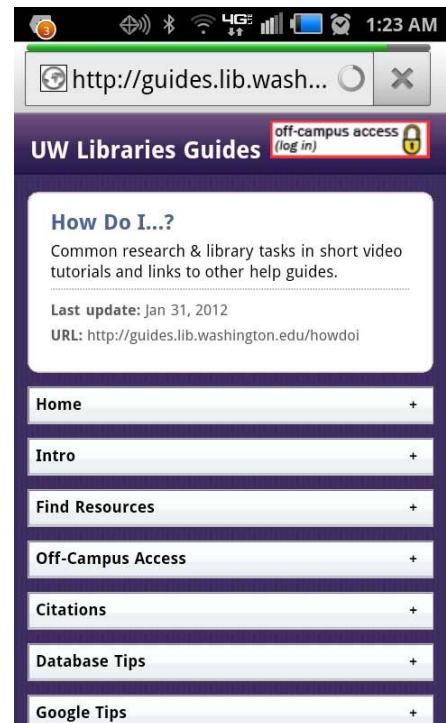 3
4G
1:23 AM
http://guides.lib.wash...
UW Libraries Guides
off-campus access
(log in)
How Do I...?
Common research & library tasks in short video
tutorials and links to other help guides.
Last update: Jan 31, 2012
URL: http://guides.lib.washington.edu/howdoi
Home +
Intro +
Find Resources +
Off-Campus Access +
Citations +
Database Tips +
Google Tips +